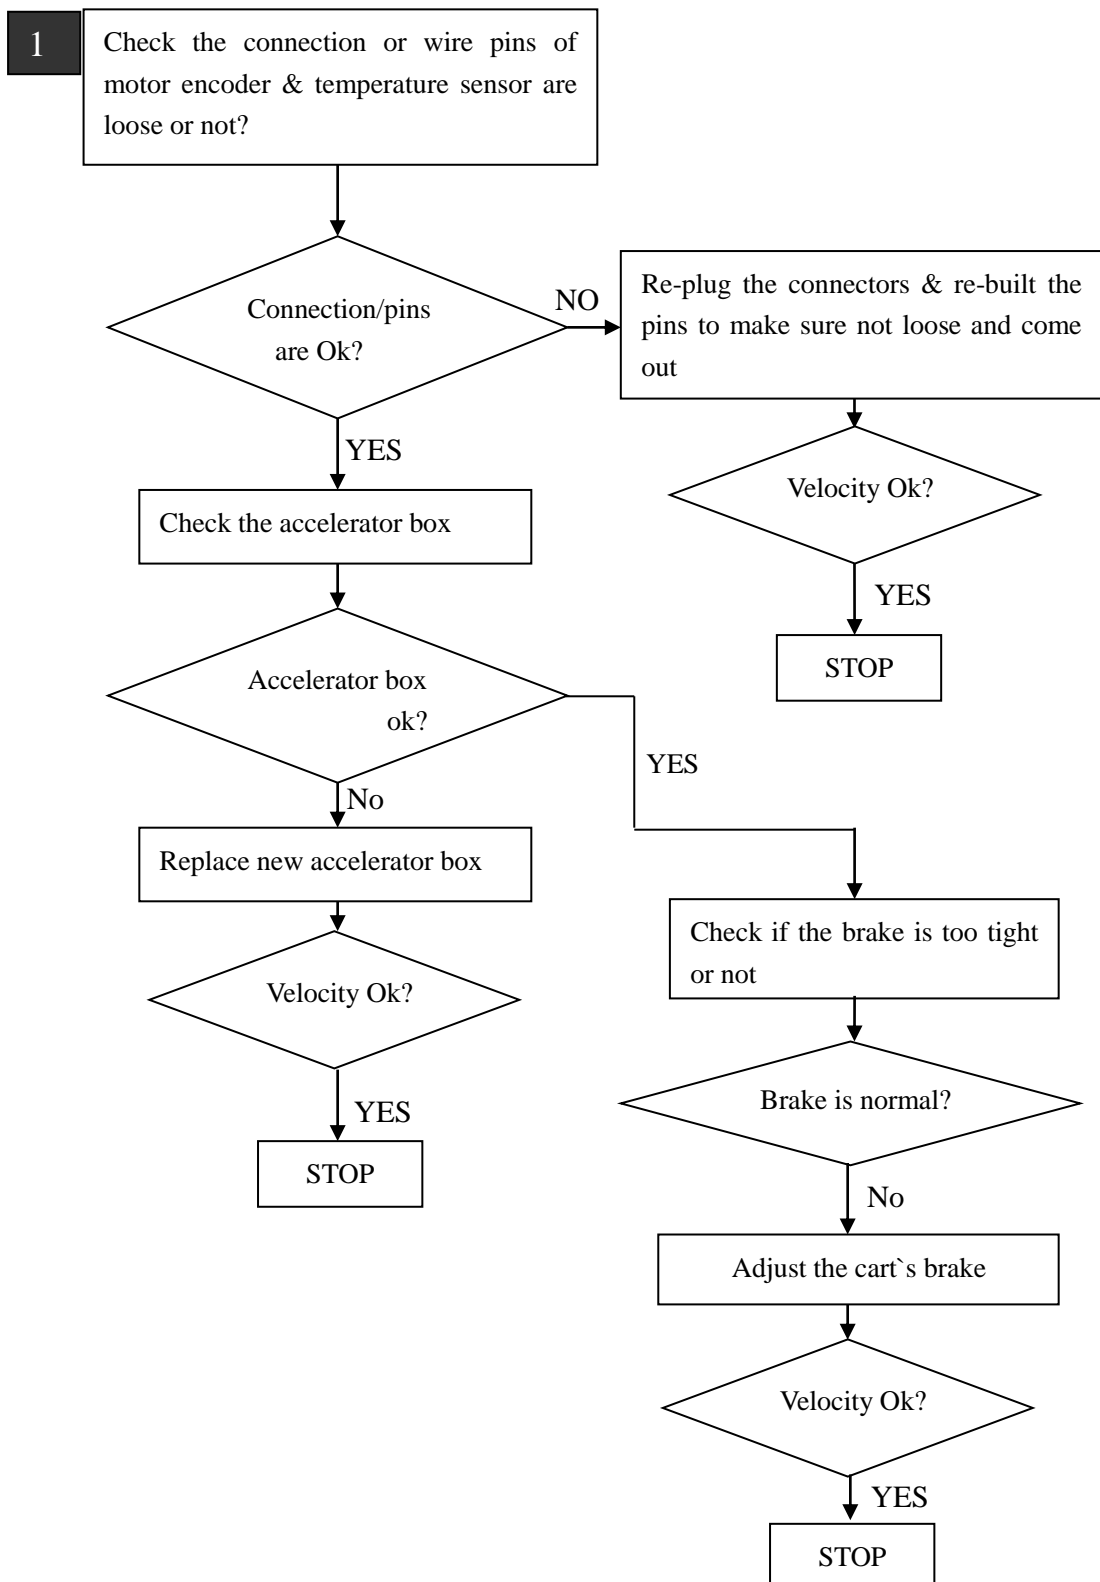 1
Check the connection or wire pins of
motor encoder & temperature sensor are
loose or not?
Connection/pins
are Ok?
NO
Re-plug the connectors & re-built the
pins to make sure not loose and come
out
YES
Velocity Ok?
Check the accelerator box
YES
STOP
Accelerator box
ok?
YES
No
Replace new accelerator box
Check if the brake is too tight
or not
Velocity Ok?
Brake is normal?
YES
STOP
No
Adjust the cart`s brake
Velocity Ok?
YES
STOP